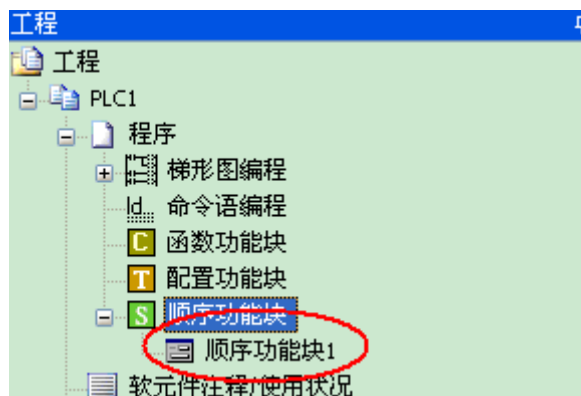 工程
工程
PLC1
程序
梯形图编程
ld 命令语编程
C 函数功能块
T 配置功能块
S 顺序功能块
顺序功能块1
软元件注释/使用状况